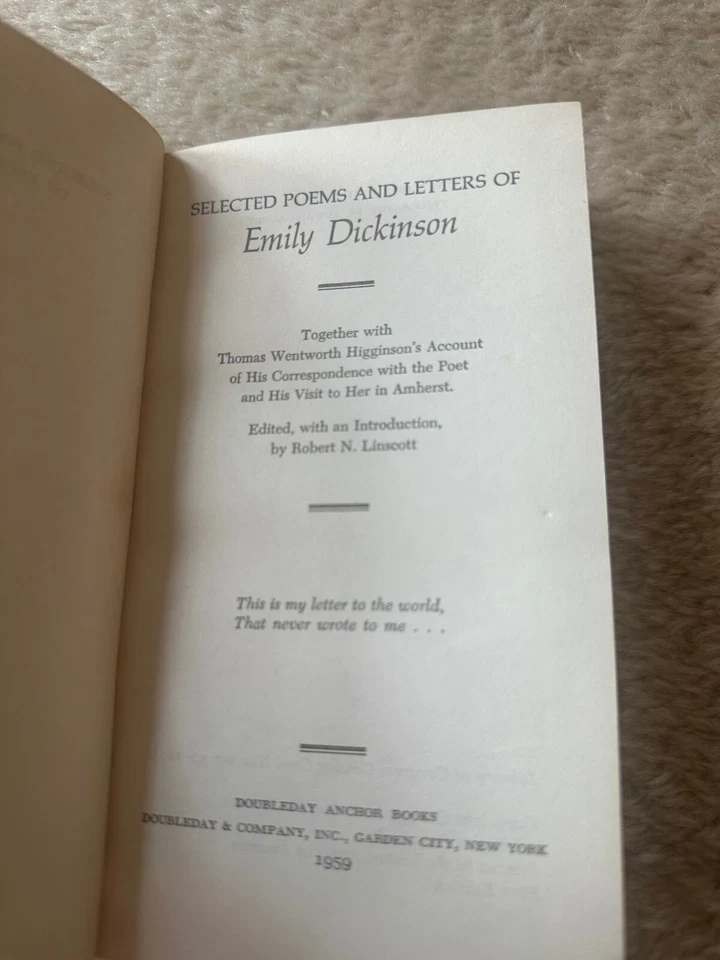 SELECTED POEMS AND LETTERS OF
Emily Dickinson
Together with
Thomas Wentworth Higginson's Account
of His Correspondence with the Poet
and His Visit to Her in Amherst.
Edited, with an Introduction,
by Robert N. Linscott
This is my letter to the world,
That never wrote to me . . .
DOUBLEDAY ANCHOR BOOKS
DOUBLEDAY & COMPANY, INC., GARDEN CITY, NEW YORK
1959